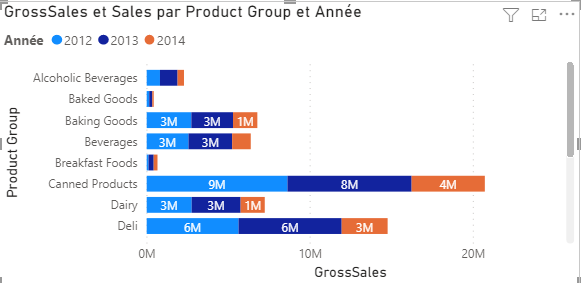 GrossSales et Sales par Product Group et Année
Année 2012 2013 2014
Product Group
Alcoholic Beverages
Baked Goods
Baking Goods 3M 3M 1M
Beverages 3M 3M
Breakfast Foods
Canned Products 9M 8M 4M
Dairy 3M 3M 1M
Deli 6M 6M 3M
0M 10M 20M
GrossSales